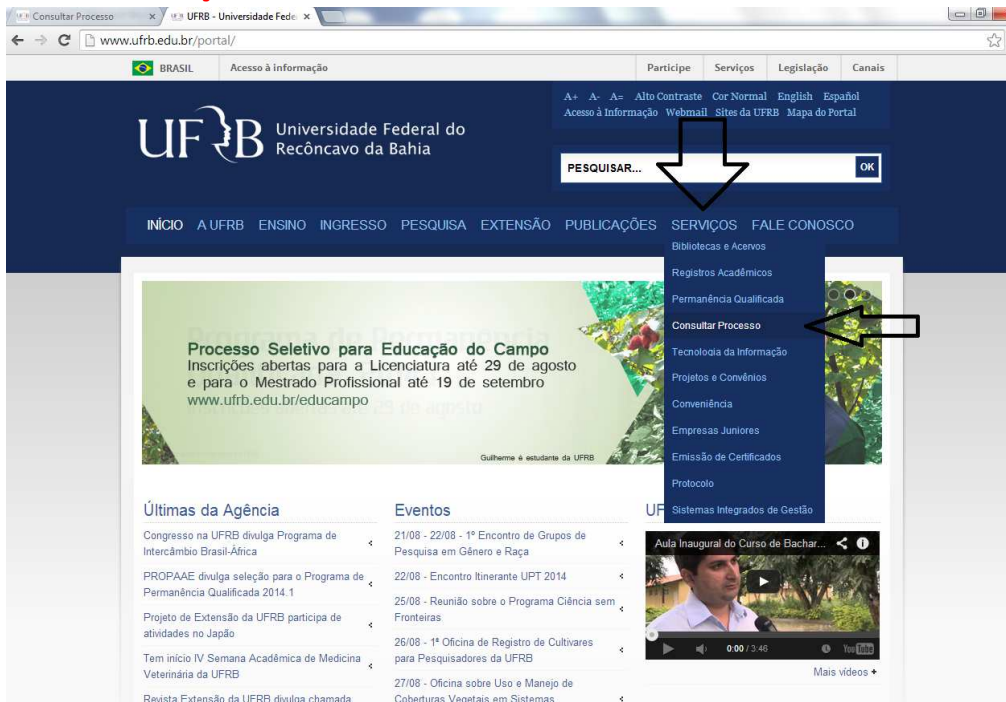 Consultar Processo
UFRB - Universidade Fede
www.ufrb.edu.br/portal/
BRASIL Acesso à informação Participe Serviços Legislação Canais
A+ A- A= Alto Contraste Cor Normal English Español
Acesso à Informação Webmail Sites da UFRB Mapa do Portal
UFRB Universidade Federal do
Recôncavo da Bahia
PESQUISAR... OK
INÍCIO A UFRB ENSINO INGRESSO PESQUISA EXTENSÃO PUBLICAÇÕES SERVIÇOS FALE CONOSCO
Bibliotecas e Acervos
Registros Acadêmicos
Permanência Qualificada
Consultar Processo
Tecnologia da Informação
Projetos e Convênios
Conveniência
Empresas Juniores
Emissão de Certificados
Protocolo
Sistemas Integrados de Gestão
Processo Seletivo para Educação do Campo
Inscrições abertas para a Licenciatura até 29 de agosto
e para o Mestrado Profissional até 19 de setembro
www.ufrb.edu.br/educampo
Guilherme é estudante da UFRB
Últimas da Agência
Congresso na UFRB divulga Programa de
Intercâmbio Brasil-África
PROPAAE divulga seleção para o Programa de
Permanência Qualificada 2014.1
Projeto de Extensão da UFRB participa de
atividades no Japão
Tem início IV Semana Acadêmica de Medicina
Veterinária da UFRB
Revista Extensão da UFRB divulga chamada
Eventos
21/08 - 22/08 - 1º Encontro de Grupos de
Pesquisa em Gênero e Raça
22/08 - Encontro Itinerante UPT 2014
25/08 - Reunião sobre o Programa Ciência sem
Fronteiras
26/08 - 1ª Oficina de Registro de Cultivares
para Pesquisadores da UFRB
27/08 - Oficina sobre Uso e Manejo de
Coberturas Vegetais em Sistemas
UF
Aula Inaugural do Curso de Bachar...
0:00 / 3:46 YouTube
Mais vídeos +